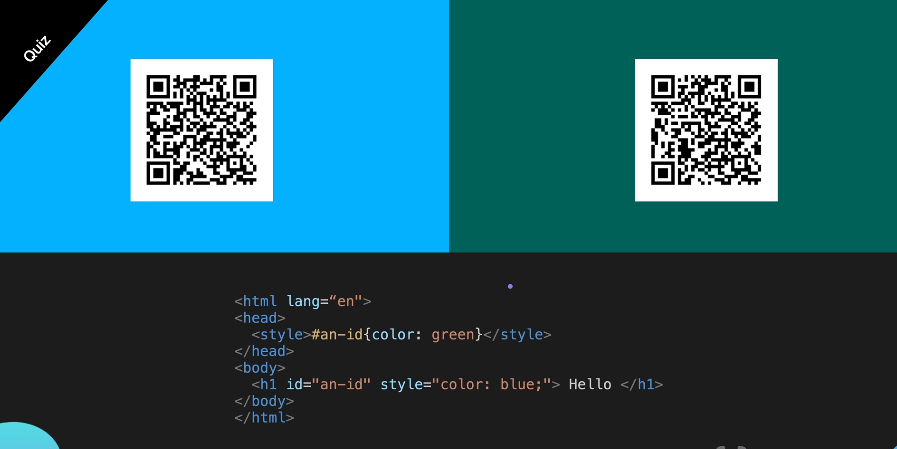 Quiz
<html lang=“en">
<head>
<style>#an-id{color: green}</style>
</head>
<body>
<h1 id="an-id" style="color: blue;"> Hello </h1>
</body>
</html>